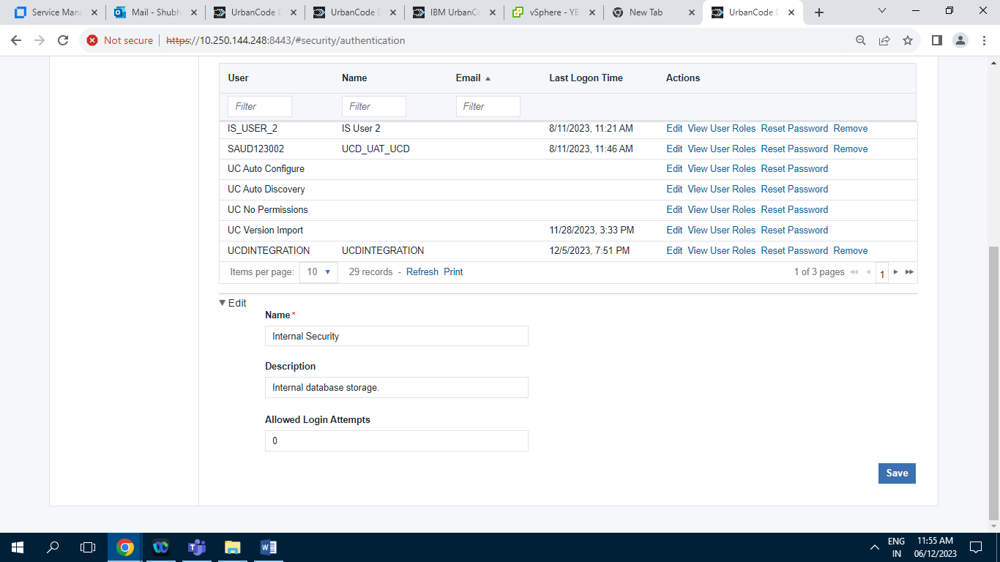 Service Mana
Mail - Shubh
UrbanCode D
UrbanCode D
IBM UrbanCo
vSphere - YB
New Tab
UrbanCode D
Not secure https://10.250.144.248:8443/#security/authentication
User Name Email Last Logon Time Actions
Filter Filter Filter
IS_USER_2 IS User 2 8/11/2023, 11:21 AM Edit View User Roles Reset Password Remove
SAUD123002 UCD_UAT_UCD 8/11/2023, 11:46 AM Edit View User Roles Reset Password Remove
UC Auto Configure Edit View User Roles Reset Password
UC Auto Discovery Edit View User Roles Reset Password
UC No Permissions Edit View User Roles Reset Password
UC Version Import 11/28/2023, 3:33 PM Edit View User Roles Reset Password
UCDINTEGRATION UCDINTEGRATION 12/5/2023, 7:51 PM Edit View User Roles Reset Password Remove
Items per page: 10 29 records - Refresh Print 1 of 3 pages 1
Edit
Name*
Internal Security
Description
Internal database storage.
Allowed Login Attempts
0
Save
ENG 11:55 AM
IN 06/12/2023